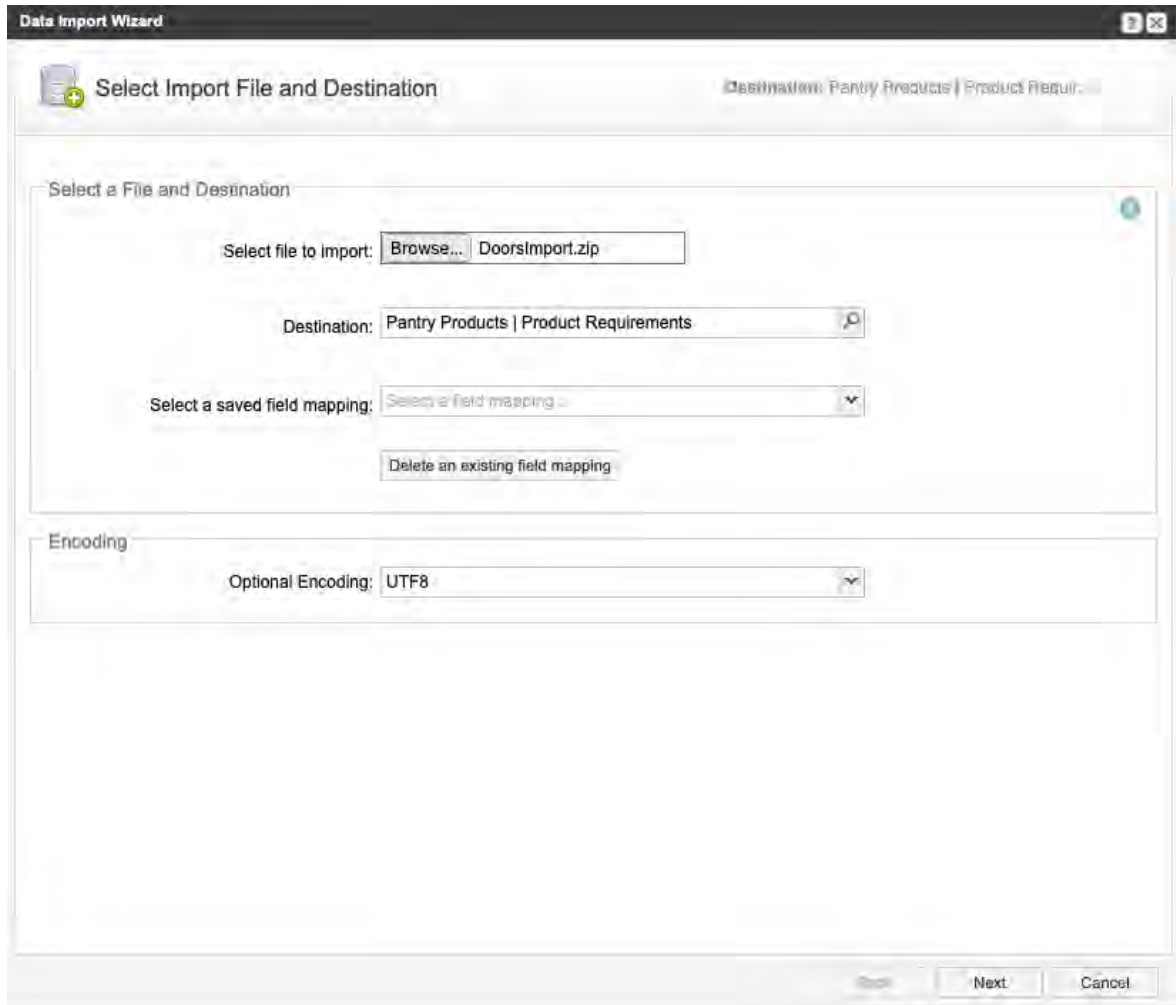 Data Import Wizard
Select Import File and Destination
Destination: Pantry Products | Product Requir...
Select a File and Destination
Select file to import: Browse... DoorsImport.zip
Destination: Pantry Products | Product Requirements
Select a saved field mapping: Select a field mapping...
Delete an existing field mapping
Encoding
Optional Encoding: UTF8
Back Next Cancel